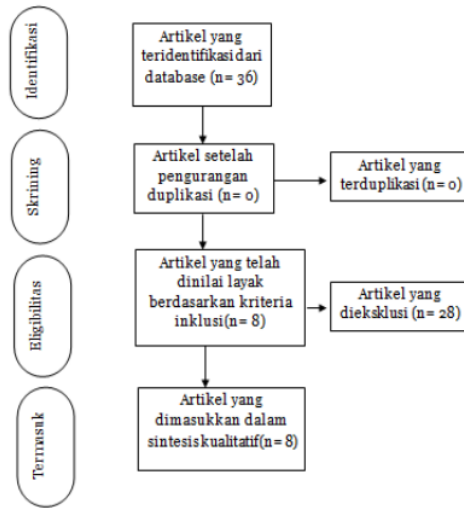 Identifikasi
Artikel yang
teridentifikasi dari
database (n= 36)
Skrining
Artikel setelah
pengurangan
duplikasi (n= 0)
Artikel yang
terduplikasi (n= 0)
Eligibilitas
Artikel yang telah
dinilai layak
berdasarkan kriteria
inklusi(n= 8)
Artikel yang
dieksklusi (n= 28)
Termasuk
Artikel yang
dimasukkan dalam
sintesis kualitatif(n= 8)